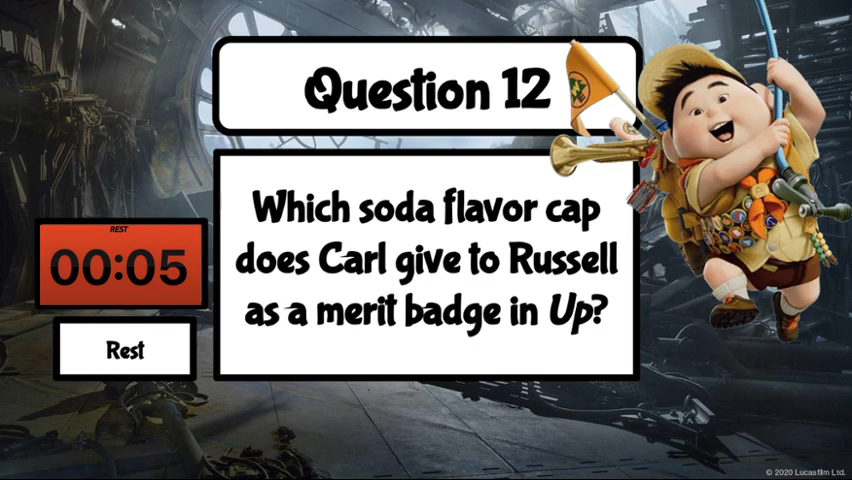 Question 12
Which soda flavor cap
does Carl give to Russell
as a merit badge in Up?
REST
00:05
Rest
© 2020 Lucasfilm Ltd.